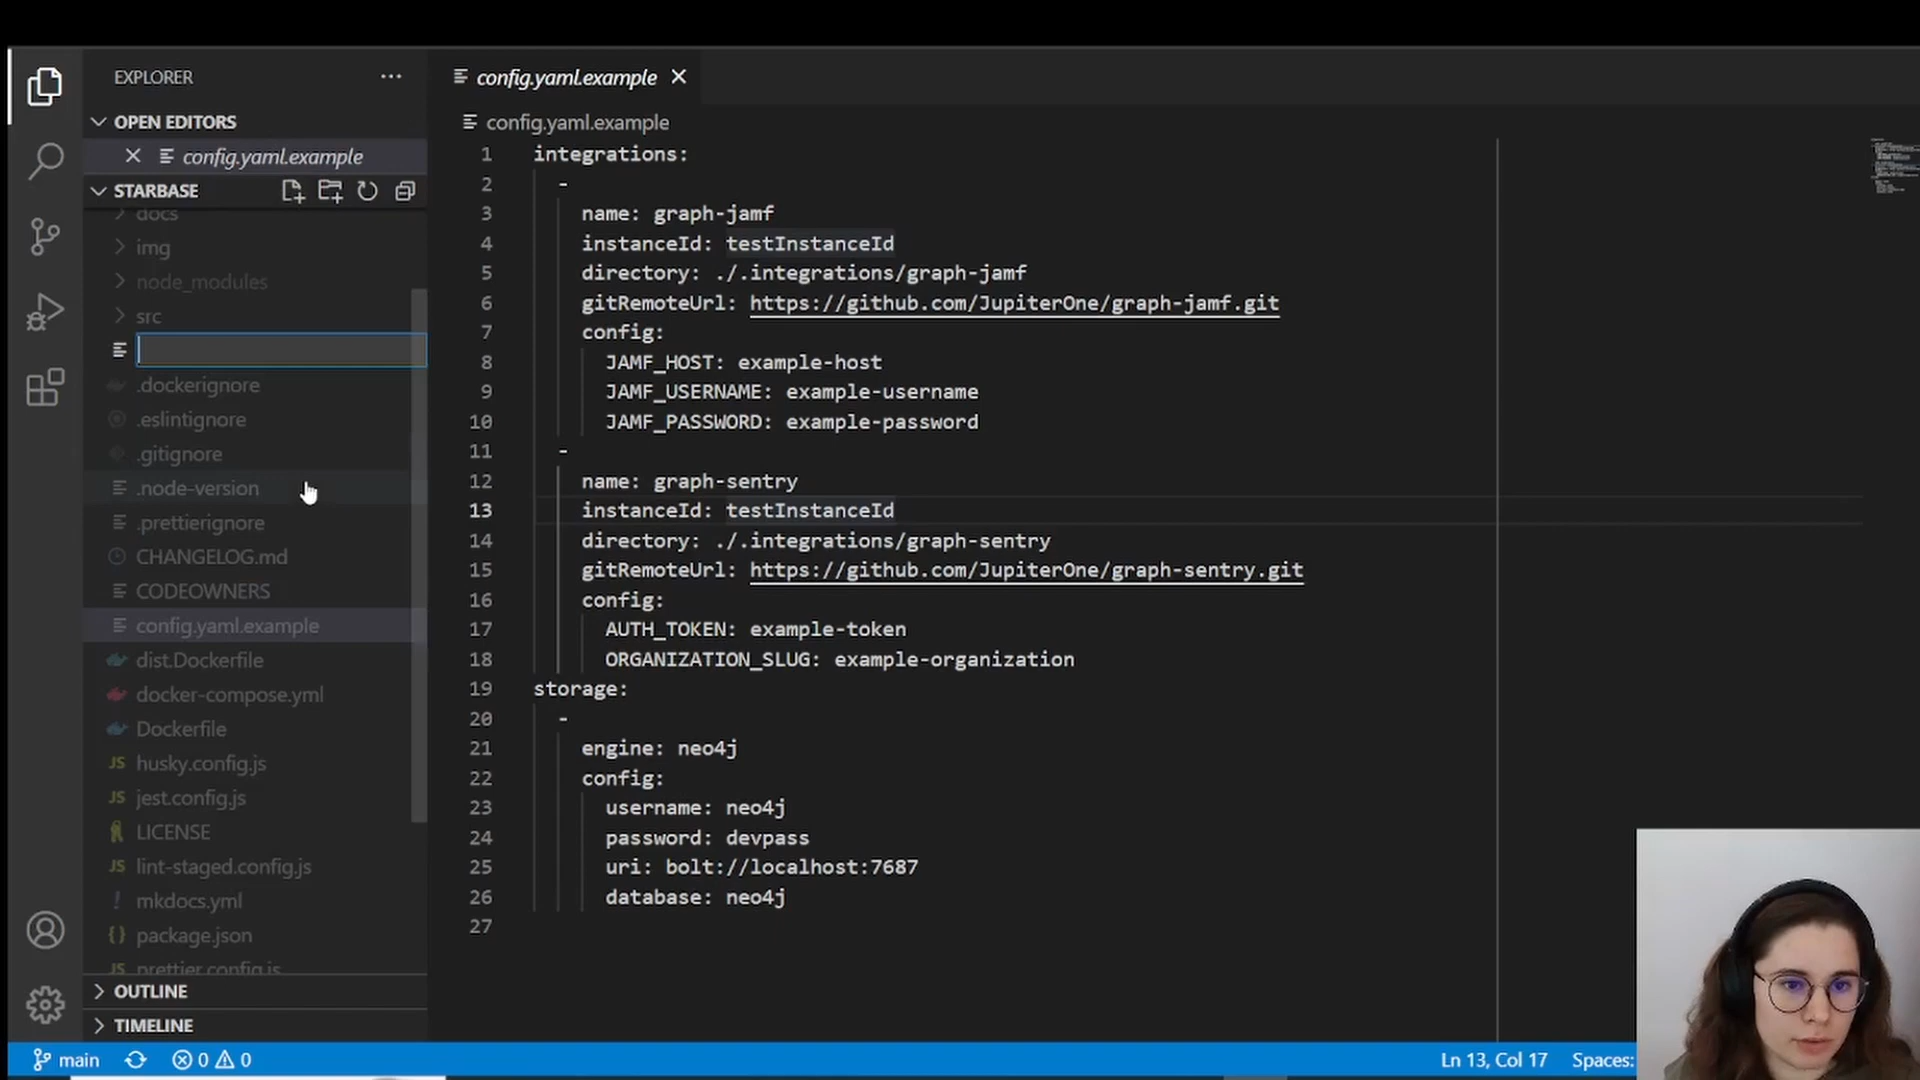 EXPLORER
OPEN EDITORS
config.yaml.example
STARBASE
docs
img
node_modules
src
.dockerignore
.eslintignore
.gitignore
.node-version
.prettierignore
CHANGELOG.md
CODEOWNERS
config.yaml.example
dist.Dockerfile
docker-compose.yml
Dockerfile
husky.config.js
jest.config.js
LICENSE
lint-staged.config.js
mkdocs.yml
package.json
prettier.config.js
OUTLINE
TIMELINE
config.yaml.example
config.yaml.example
1 integrations:
2 -
3 name: graph-jamf
4 instanceId: testInstanceId
5 directory: ./.integrations/graph-jamf
6 gitRemoteUrl: https://github.com/JupiterOne/graph-jamf.git
7 config:
8 JAMF_HOST: example-host
9 JAMF_USERNAME: example-username
10 JAMF_PASSWORD: example-password
11 -
12 name: graph-sentry
13 instanceId: testInstanceId
14 directory: ./.integrations/graph-sentry
15 gitRemoteUrl: https://github.com/JupiterOne/graph-sentry.git
16 config:
17 AUTH_TOKEN: example-token
18 ORGANIZATION_SLUG: example-organization
19 storage:
20 -
21 engine: neo4j
22 config:
23 username: neo4j
24 password: devpass
25 uri: bolt://localhost:7687
26 database: neo4j
27
main 0 0 Ln 13, Col 17 Spaces: